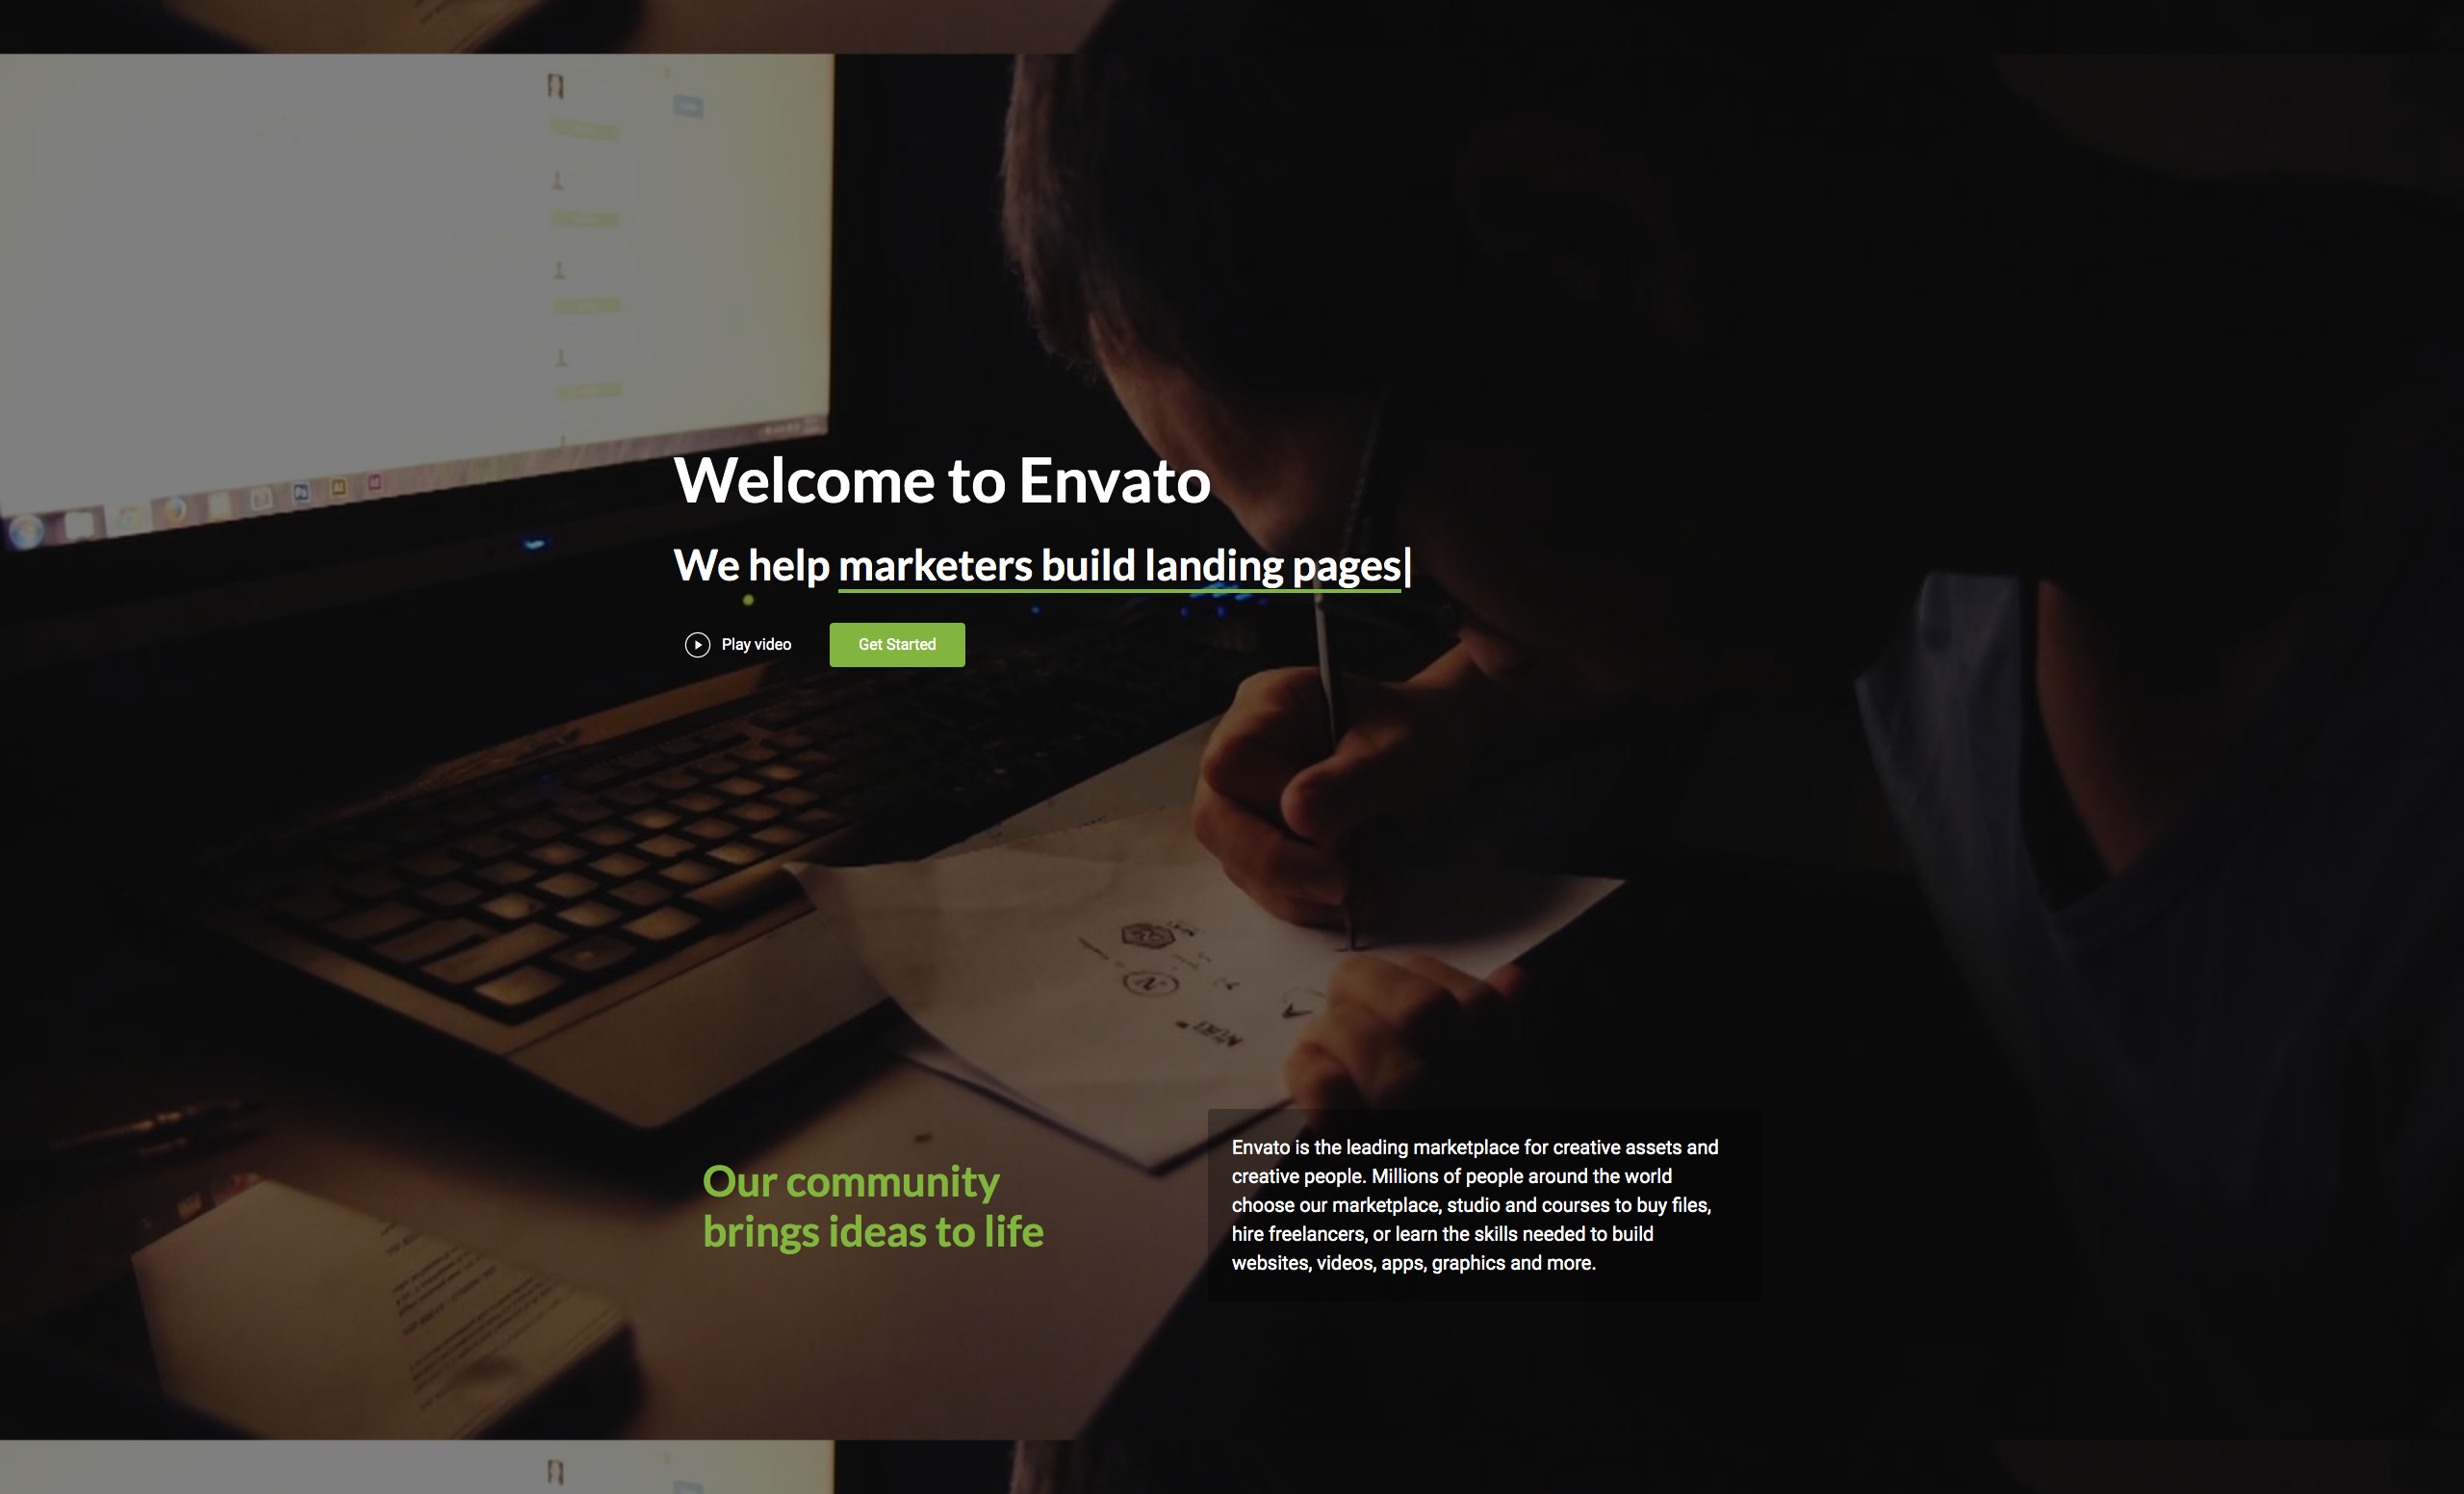 Welcome to Envato
We help marketers build landing pages|
Play video
Get Started
Our community
brings ideas to life
Envato is the leading marketplace for creative assets and
creative people. Millions of people around the world
choose our marketplace, studio and courses to buy files,
hire freelancers, or learn the skills needed to build
websites, videos, apps, graphics and more.